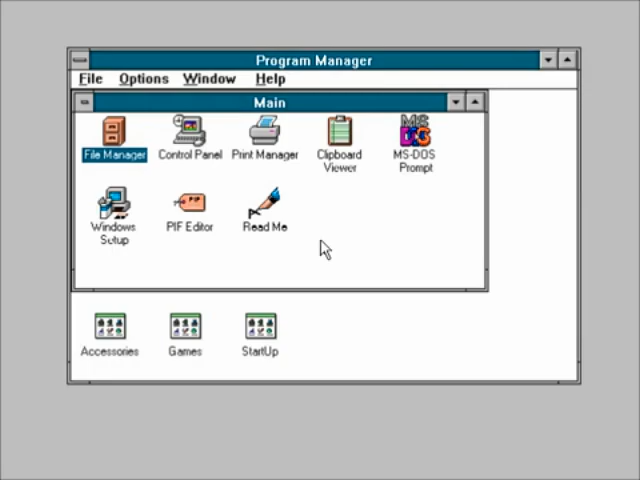 Program Manager
File Options Window Help
Main
File Manager Control Panel Print Manager Clipboard Viewer MS-DOS Prompt
MS DOS
Windows Setup PIF Editor Read Me
PIF
Accessories Games StartUp